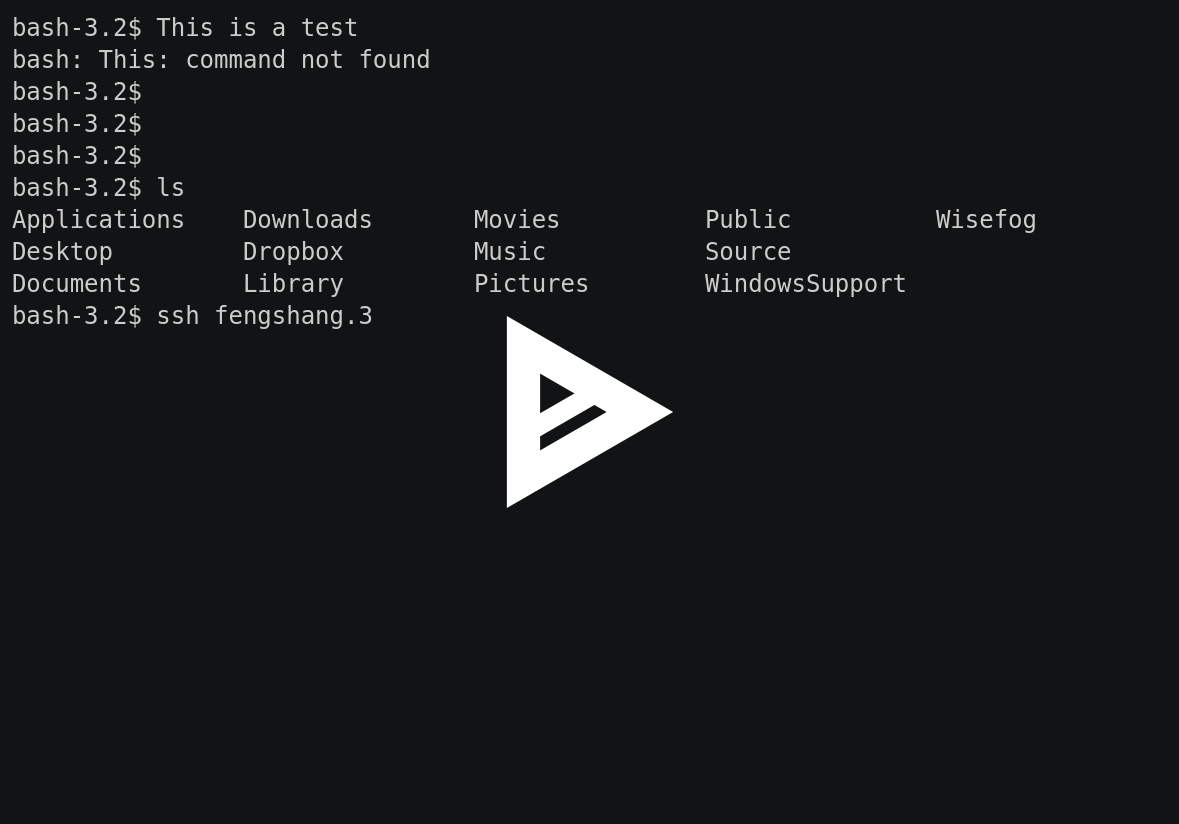 bash-3.2$ This is a test
bash: This: command not found
bash-3.2$
bash-3.2$
bash-3.2$
bash-3.2$ ls
Applications    Downloads       Movies          Public          Wisefog
Desktop         Dropbox         Music           Source
Documents       Library         Pictures        WindowsSupport
bash-3.2$ ssh fengshang.3